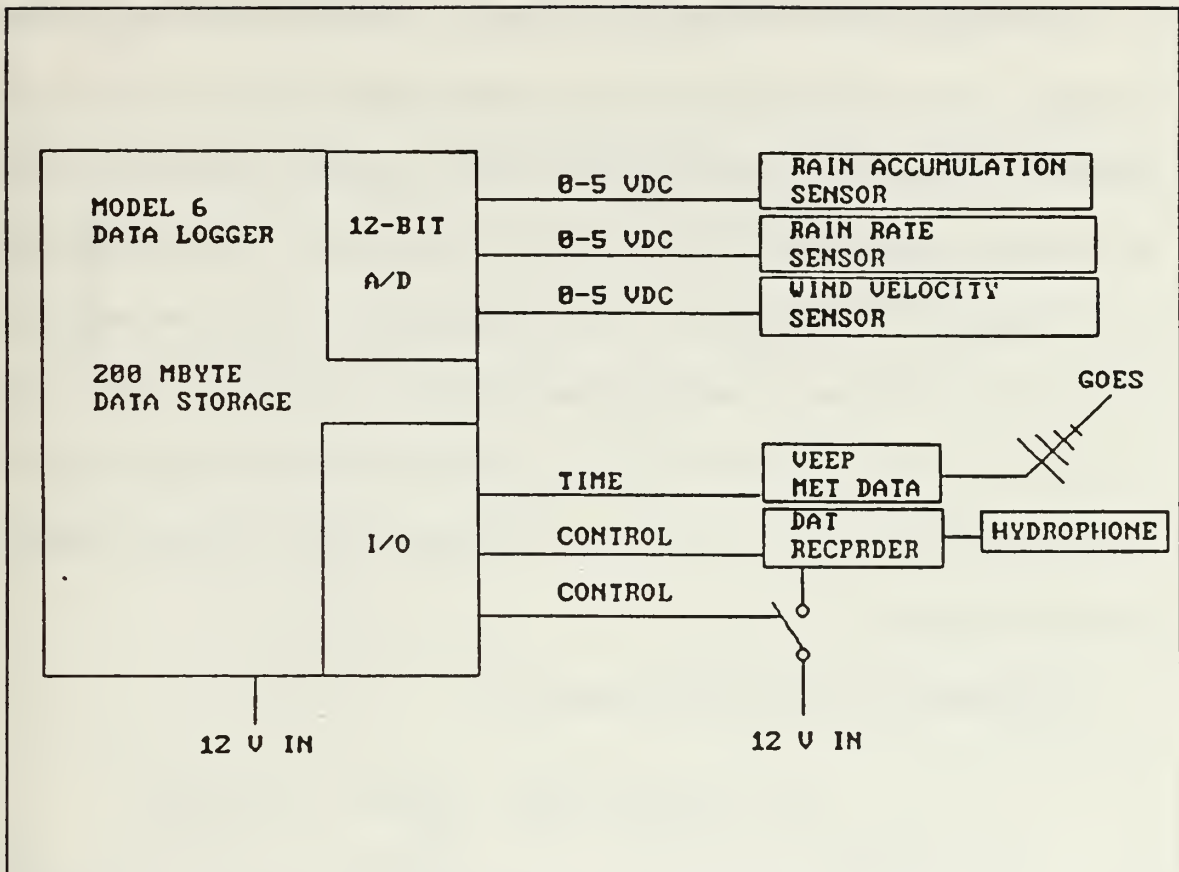 MODEL 6
DATA LOGGER
12-BIT
A/D
200 MBYTE
DATA STORAGE
I/O
12 V IN
0-5 VDC
RAIN ACCUMULATION
SENSOR
0-5 VDC
RAIN RATE
SENSOR
0-5 VDC
WIND VELOCITY
SENSOR
GOES
TIME
VEEP
MET DATA
CONTROL
DAT
RECPRDER
HYDROPHONE
CONTROL
12 V IN